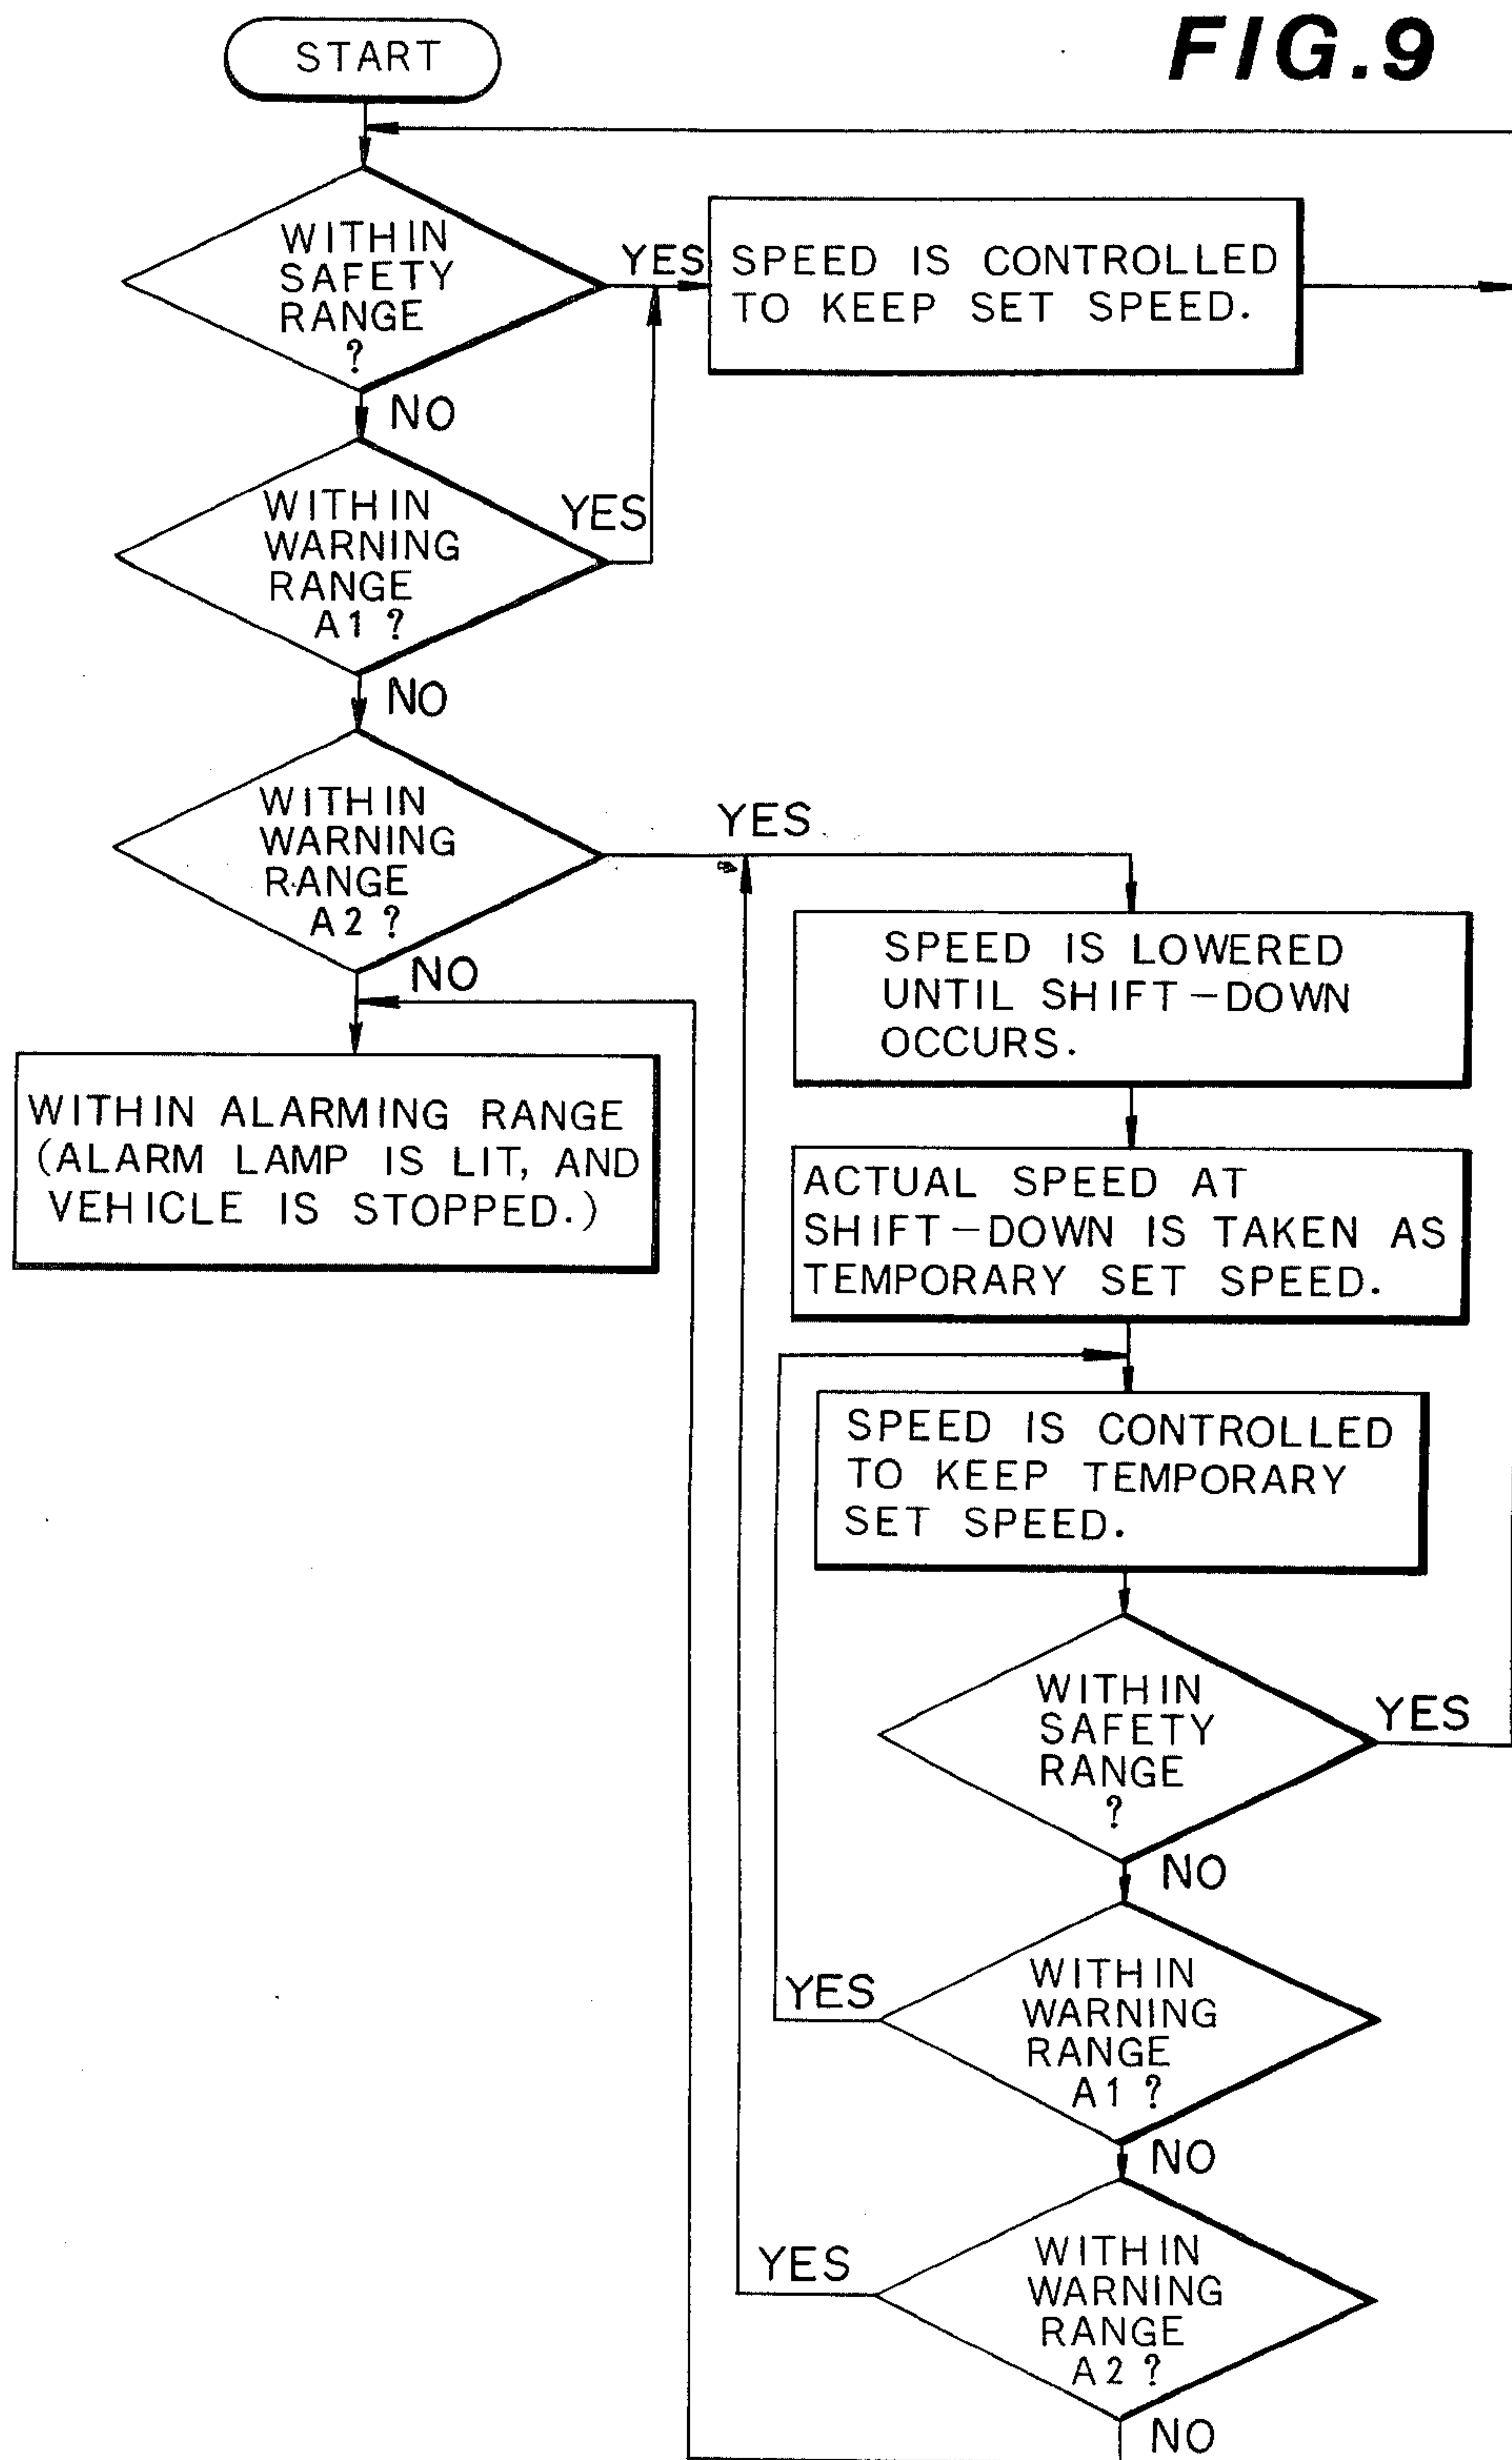 FIG.9
START
WITHIN
SAFETY
RANGE
?
YES
SPEED IS CONTROLLED
TO KEEP SET SPEED.
NO
WITHIN
WARNING
RANGE
A1 ?
YES
NO
WITHIN
WARNING
RANGE
A2 ?
YES
NO
WITHIN ALARMING RANGE
(ALARM LAMP IS LIT, AND
VEHICLE IS STOPPED.)
SPEED IS LOWERED
UNTIL SHIFT-DOWN
OCCURS.
ACTUAL SPEED AT
SHIFT-DOWN IS TAKEN AS
TEMPORARY SET SPEED.
SPEED IS CONTROLLED
TO KEEP TEMPORARY
SET SPEED.
WITHIN
SAFETY
RANGE
?
YES
NO
WITHIN
WARNING
RANGE
A1 ?
YES
NO
WITHIN
WARNING
RANGE
A2 ?
YES
NO